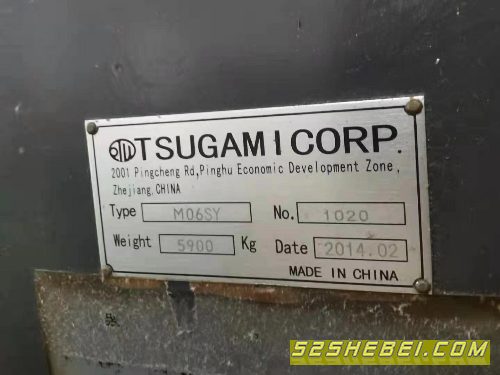 TSUGAMI CORP.
2001 Pingcheng Rd,Pinghu Economic Development Zone,
Zhejiang,CHINA
Type M06SY No. 1020
Weight 5900 Kg Date 2014.02
MADE IN CHINA
52SHEBEI.COM